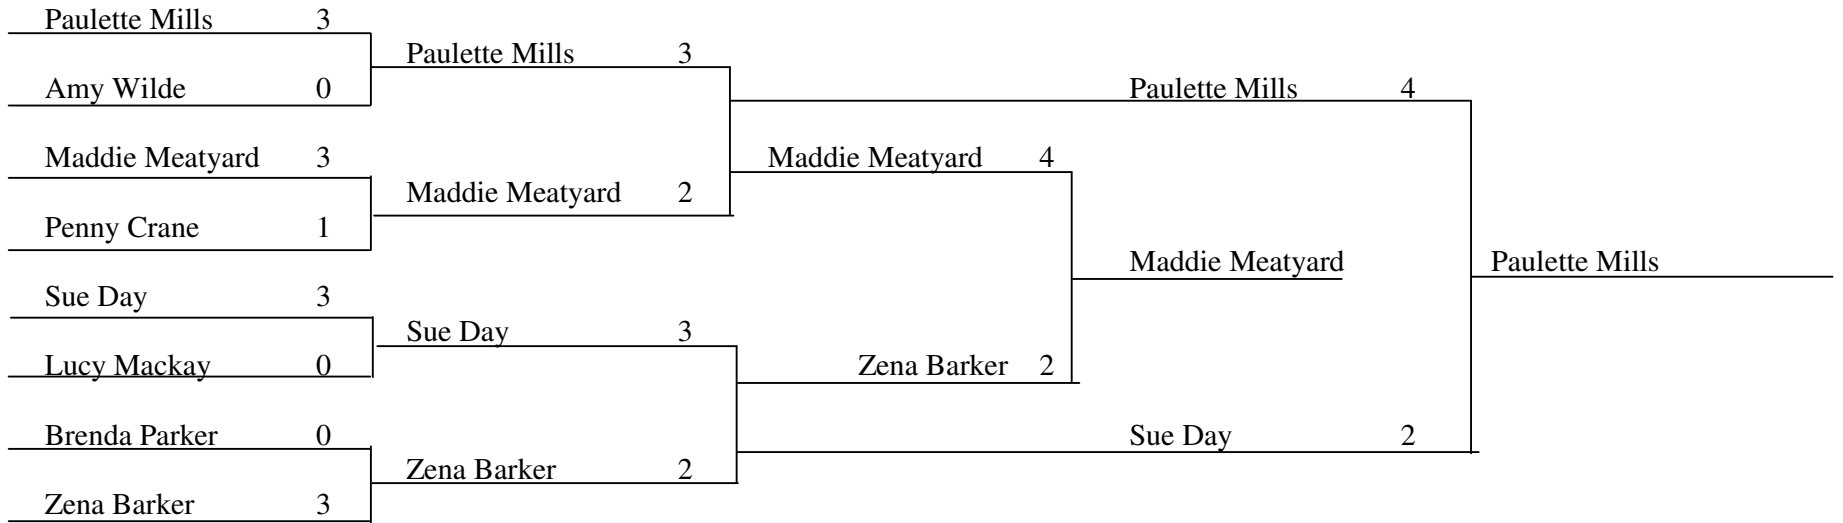 Paulette Mills 3
Paulette Mills 3
Amy Wilde 0
Paulette Mills 4
Maddie Meatyard 3
Maddie Meatyard 4
Maddie Meatyard 2
Penny Crane 1
Maddie Meatyard
Paulette Mills
Sue Day 3
Sue Day 3
Lucy Mackay 0
Zena Barker 2
Brenda Parker 0
Sue Day 2
Zena Barker 2
Zena Barker 3